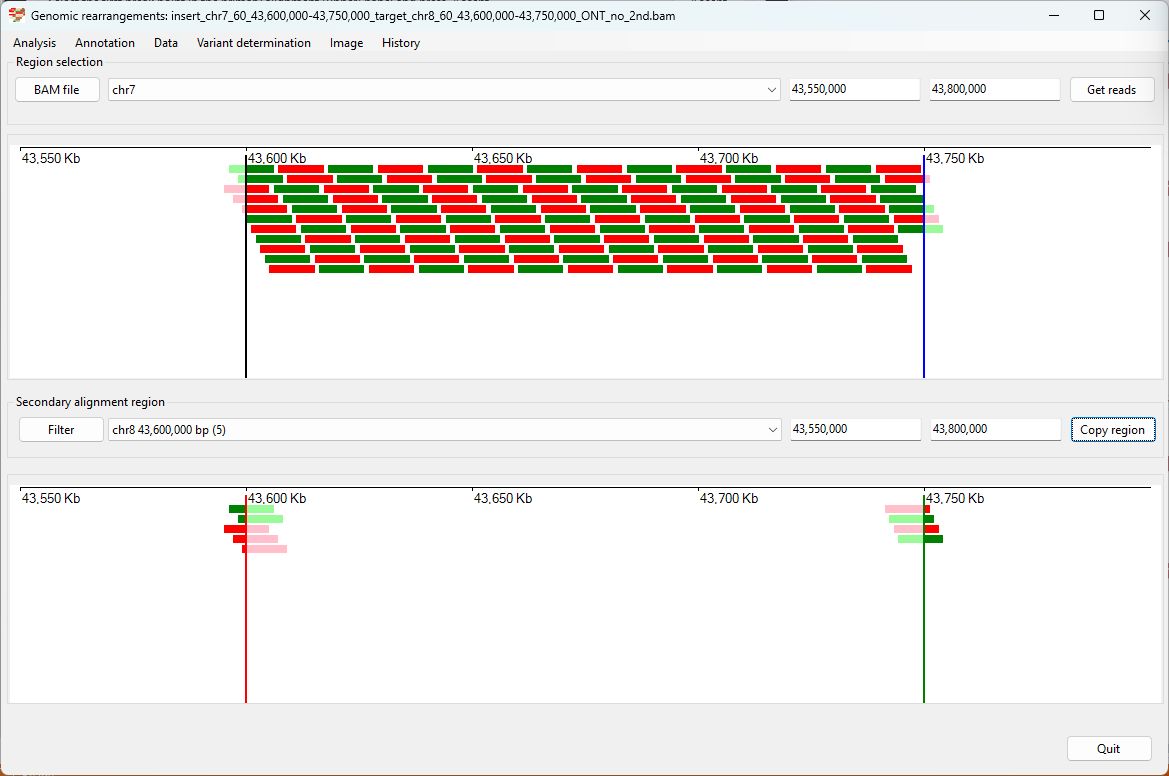 Genomic rearrangements: insert_chr7_60_43,600,000-43,750,000_target_chr8_60_43,600,000-43,750,000_ONT_no_2nd.bam
Analysis Annotation Data Variant determination Image History
Region selection
BAM file chr7 43,550,000 43,800,000 Get reads
43,550 Kb 43,600 Kb 43,650 Kb 43,700 Kb 43,750 Kb
Secondary alignment region
Filter chr8 43,600,000 bp (5) 43,550,000 43,800,000 Copy region
43,550 Kb 43,600 Kb 43,650 Kb 43,700 Kb 43,750 Kb
Quit